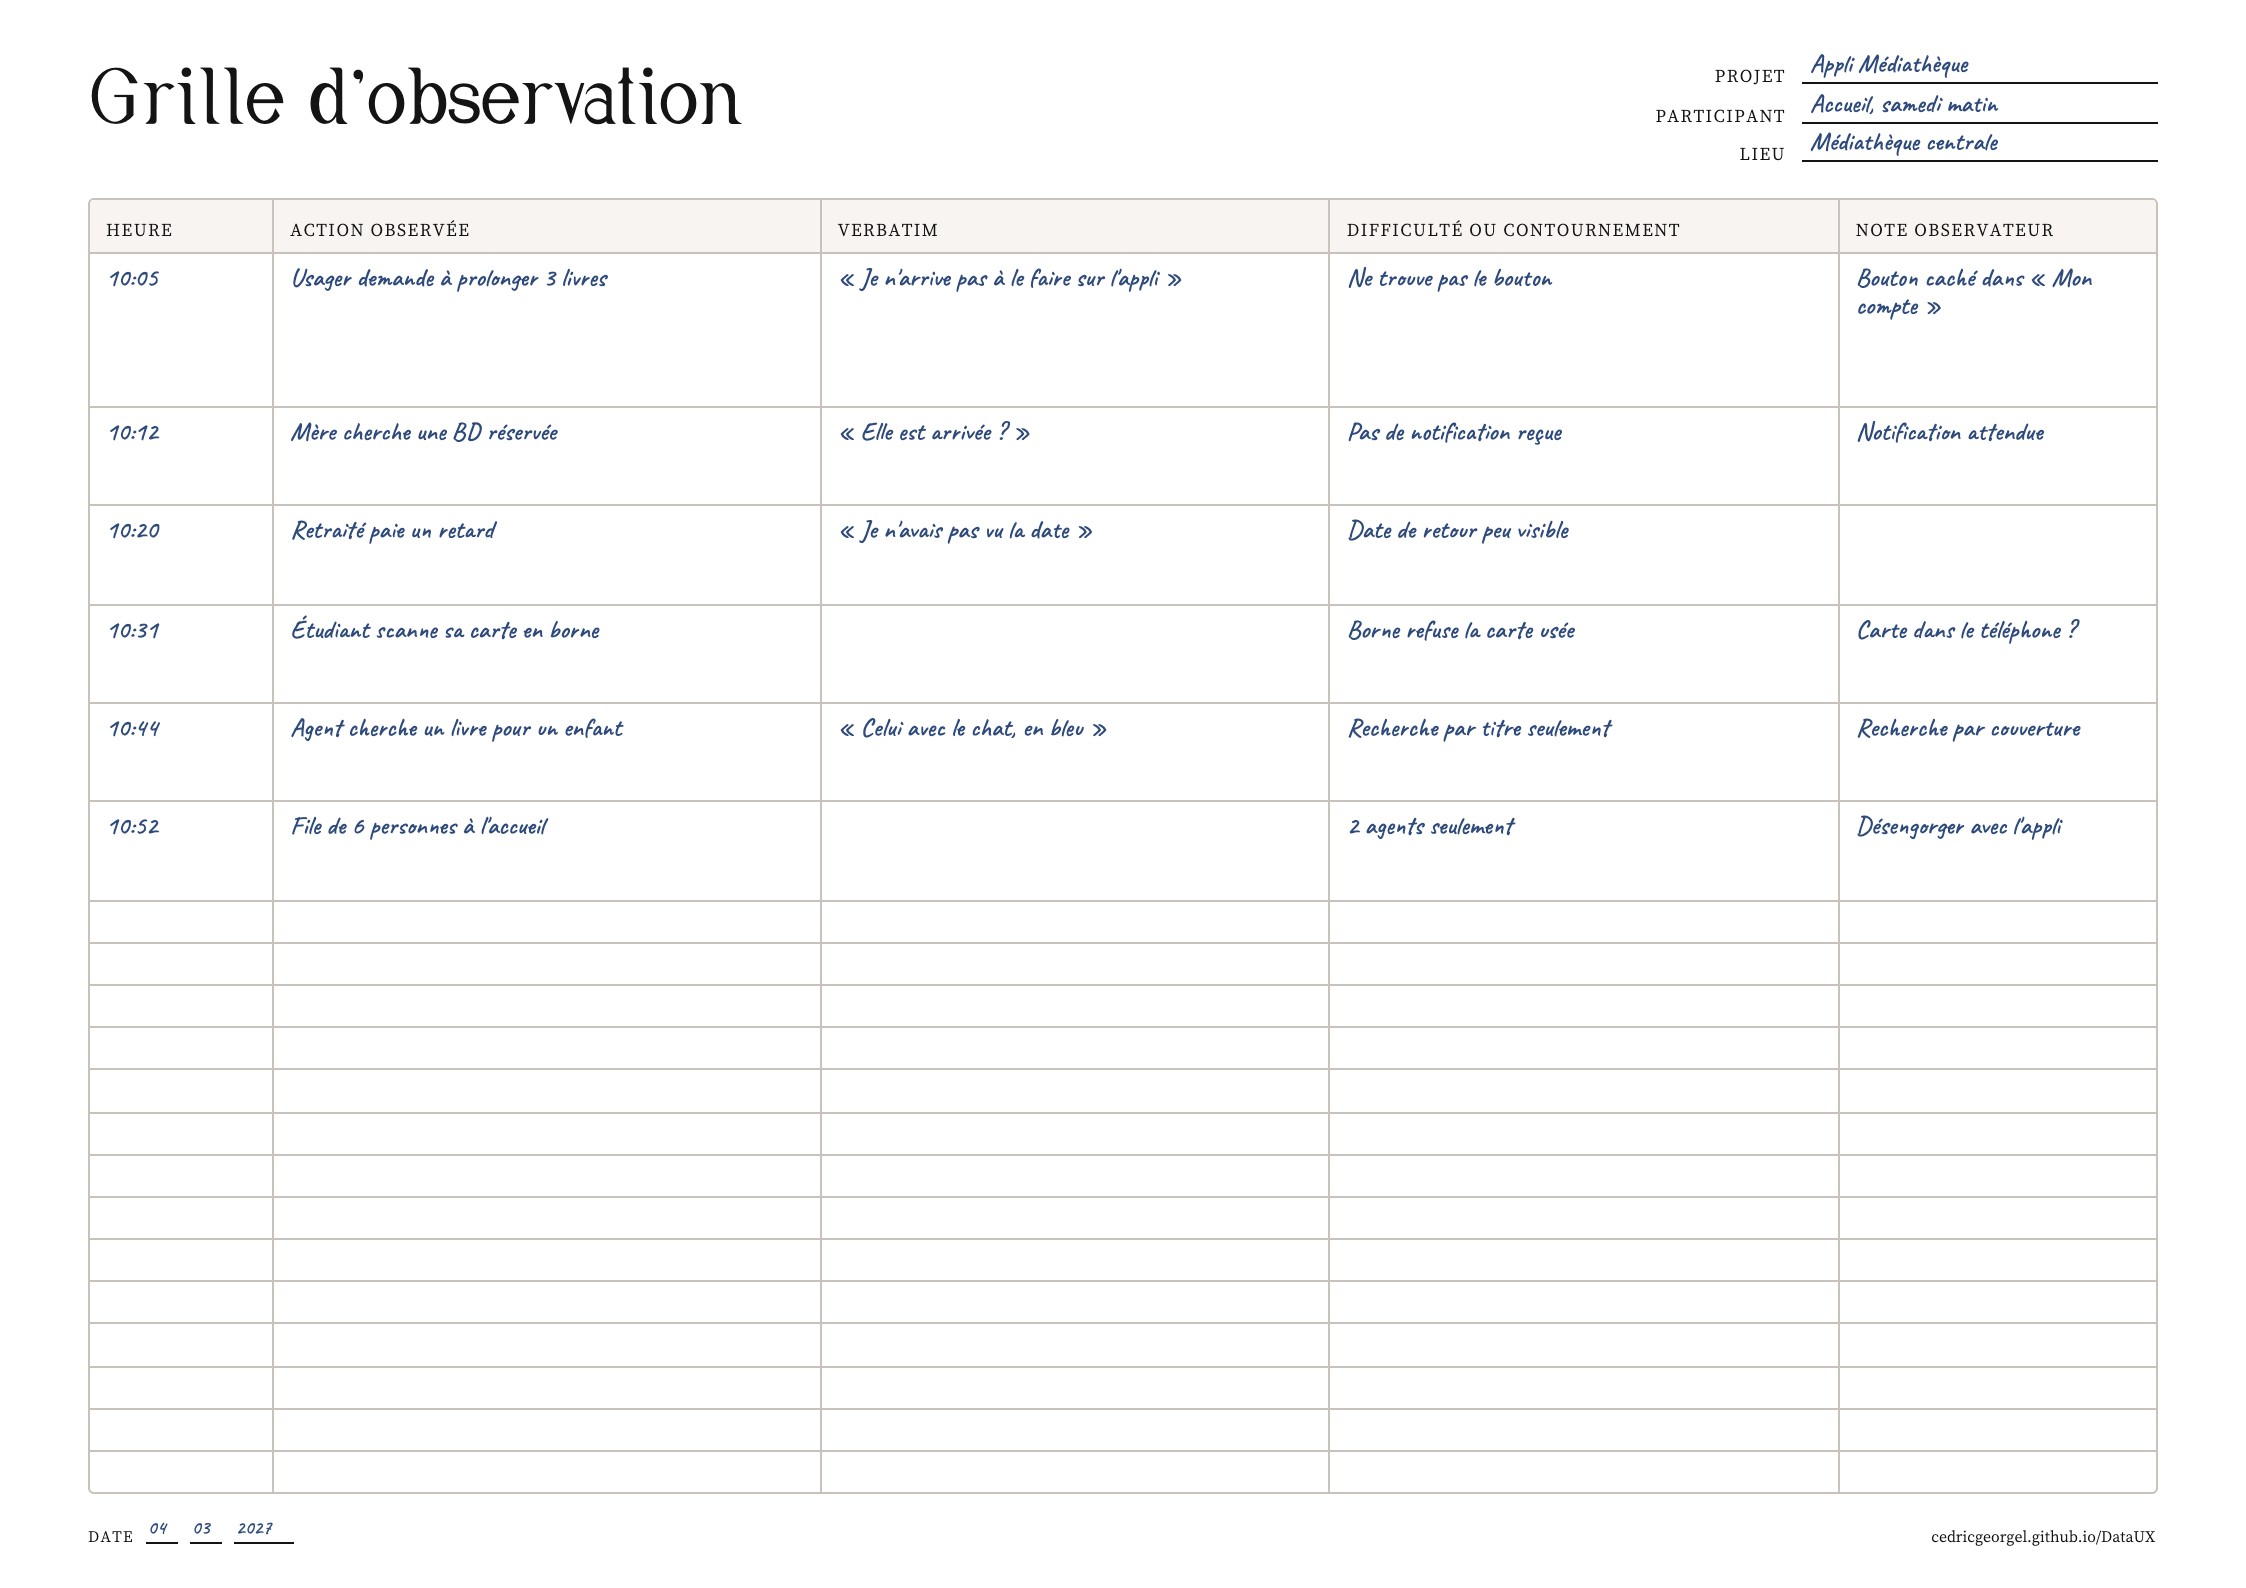 Grille d’observation
PROJET Appli Médiathèque
PARTICIPANT Accueil, samedi matin
LIEU Médiathèque centrale
HEURE ACTION OBSERVÉE VERBATIM DIFFICULTÉ OU CONTOURNEMENT NOTE OBSERVATEUR
10:05 Usager demande à prolonger 3 livres « Je n'arrive pas à le faire sur l'appli » Ne trouve pas le bouton Bouton caché dans « Mon
compte »
10:12 Mère cherche une BD réservée « Elle est arrivée ? » Pas de notification reçue Notification attendue
10:20 Retraité paie un retard « Je n'avais pas vu la date » Date de retour peu visible
10:31 Étudiant scanne sa carte en borne Borne refuse la carte usée Carte dans le téléphone ?
10:44 Agent cherche un livre pour un enfant « Celui avec le chat, en bleu » Recherche par titre seulement Recherche par couverture
10:52 File de 6 personnes à l'accueil 2 agents seulement Désengorger avec l'appli
DATE 04 03 2027 cedricgeorgel.github.io/DataUX